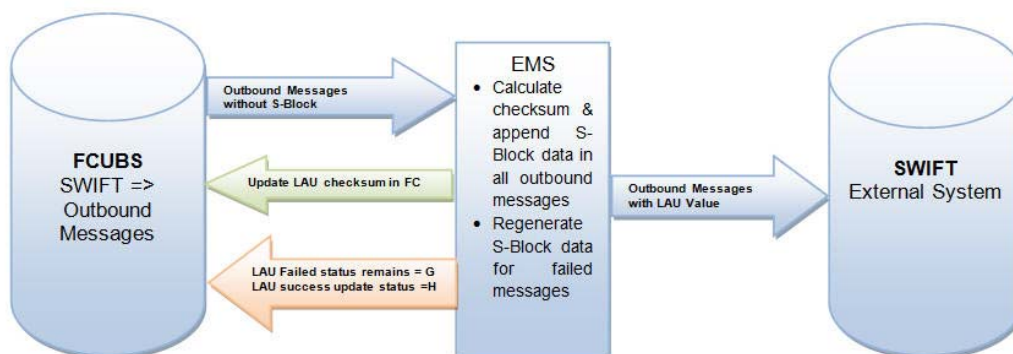 FCUBS
SWIFT =>
Outbound
Messages
Outbound Messages
without S-Block
Update LAU checksum in FC
LAU Failed status remains = G
LAU success update status =H
EMS
• Calculate
checksum &
append S-
Block data in
all outbound
messages
• Regenerate
S-Block data
for failed
messages
Outbound Messages
with LAU Value
SWIFT
External System